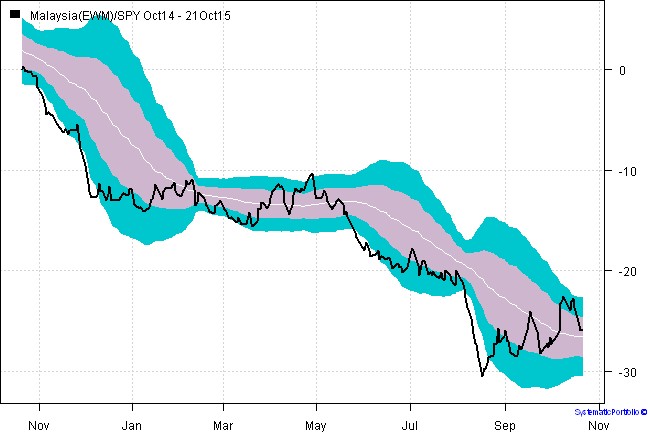 Malaysia(EWM)/SPY Oct14 - 21Oct15
0
-10
-20
-30
Nov Jan Mar May Jul Sep Nov
SystematicPortfolio ©